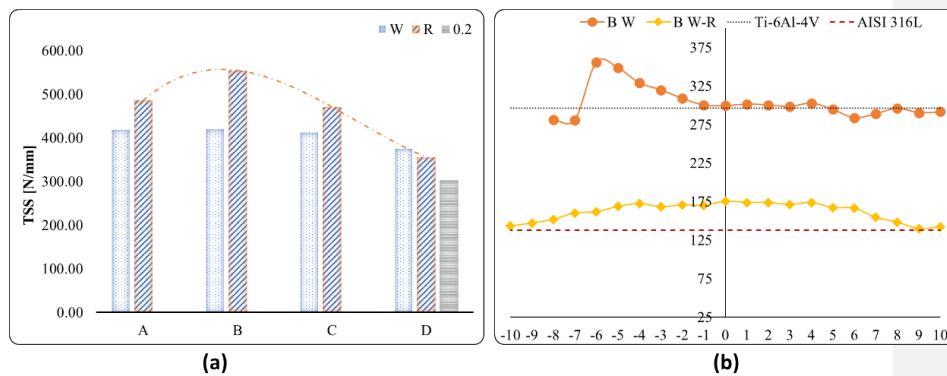 W R 0.2
600.00
500.00
400.00
300.00
200.00
100.00
0.00
TSS [N/mm]
A B C D
(a)
B W B W-R Ti-6Al-4V AISI 316L
375
325
275
225
175
125
75
25
-10 -9 -8 -7 -6 -5 -4 -3 -2 -1 0 1 2 3 4 5 6 7 8 9 10
(b)